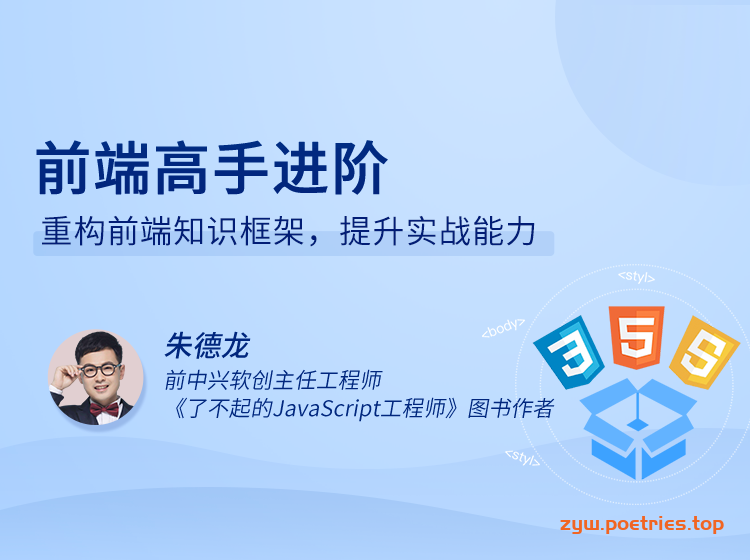 前端高手进阶
重构前端知识框架，提升实战能力
<styl>
<body>
3
5
S
朱德龙
前中兴软创主任工程师
《了不起的JavaScript工程师》图书作者
<styl>
zyw.poetries.top